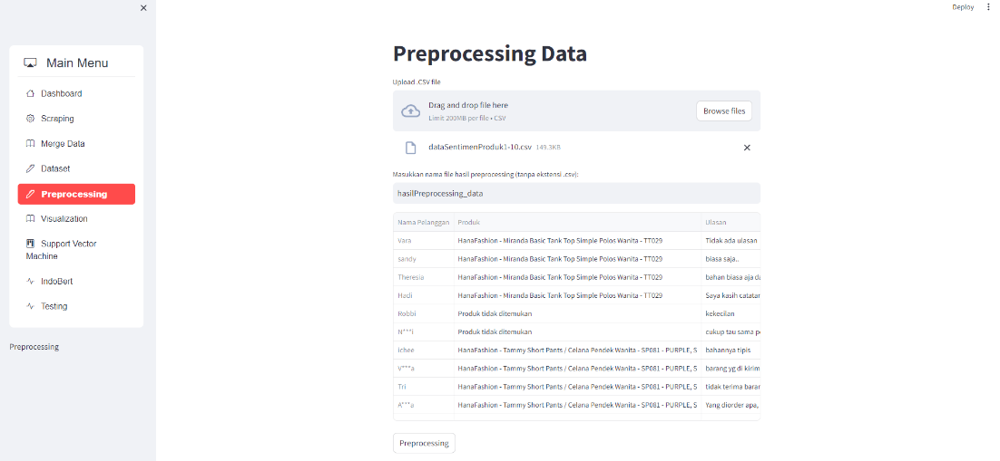 Deploy
Main Menu
Dashboard
Scraping
Merge Data
Dataset
Preprocessing
Visualization
Support Vector
Machine
IndoBert
Testing
Preprocessing
Preprocessing Data
Upload .CSV file
Drag and drop file here
Limit 200MB per file • CSV
Browse files
dataSentimenProduk1-10.csv 149.3KB
Masukkan nama file hasil preprocessing (tanpa ekstensi .csv):
hasilPreprocessing_data
Nama Pelanggan Produk Ulasan
Vara HanaFashion - Miranda Basic Tank Top Simple Polos Wanita - TT029 Tidak ada ulasan
sandy HanaFashion - Miranda Basic Tank Top Simple Polos Wanita - TT029 biasa saja..
Theresia HanaFashion - Miranda Basic Tank Top Simple Polos Wanita - TT029 bahan biasa aja da
Hadi HanaFashion - Miranda Basic Tank Top Simple Polos Wanita - TT029 Saya kasih catatan
Robbi Produk tidak ditemukan kekecilan
N***i Produk tidak ditemukan cukup tau sama pe
ichee HanaFashion - Tammy Short Pants / Celana Pendek Wanita - SP081 - PURPLE, S bahannya tipis
V***a HanaFashion - Tammy Short Pants / Celana Pendek Wanita - SP081 - PURPLE, S barang yg di kirim
Tri HanaFashion - Tammy Short Pants / Celana Pendek Wanita - SP081 - PURPLE, S tidak terima baran
A***a HanaFashion - Tammy Short Pants / Celana Pendek Wanita - SP081 - PURPLE, S Yang diorder apa,
Preprocessing